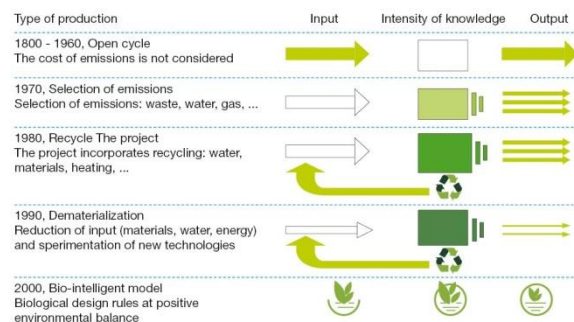 Type of production Input Intensity of knowledge Output
1800 - 1960, Open cycle
The cost of emissions is not considered
1970, Selection of emissions
Selection of emissions: waste, water, gas, ...
1980, Recycle The project
The project incorporates recycling: water,
materials, heating, ...
1990, Dematerialization
Reduction of input (materials, water, energy)
and sperimentation of new technologies
2000, Bio-intelligent model
Biological design rules at positive
environmental balance